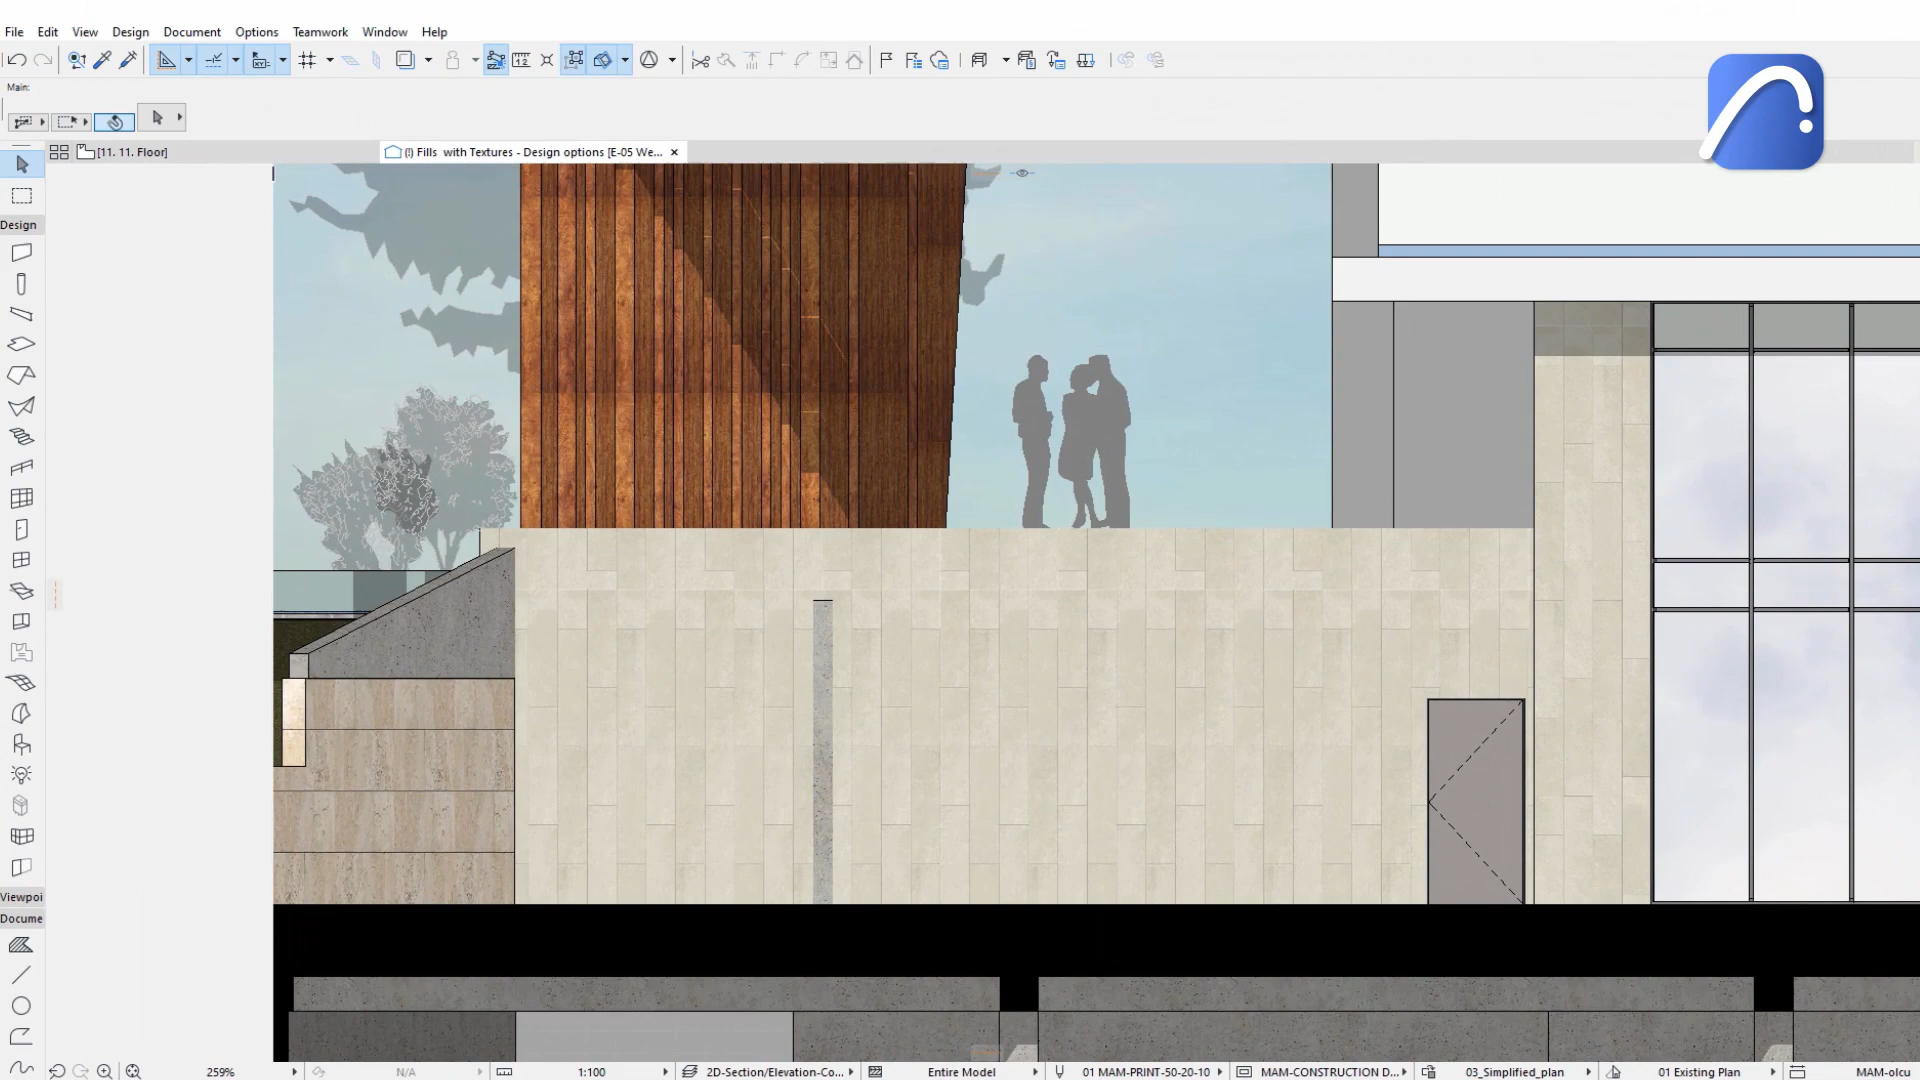 File Edit View Design Document Options Teamwork Window Help
Main:
[11. 11. Floor]
(!) Fills with Textures - Design options [E-05 We...
Design
Viewpoi
Docume
259%
N/A
1:100
2D-Section/Elevation-Co...
Entire Model
01 MAM-PRINT-50-20-10
MAM-CONSTRUCTION D...
03_Simplified_plan
01 Existing Plan
MAM-olcu